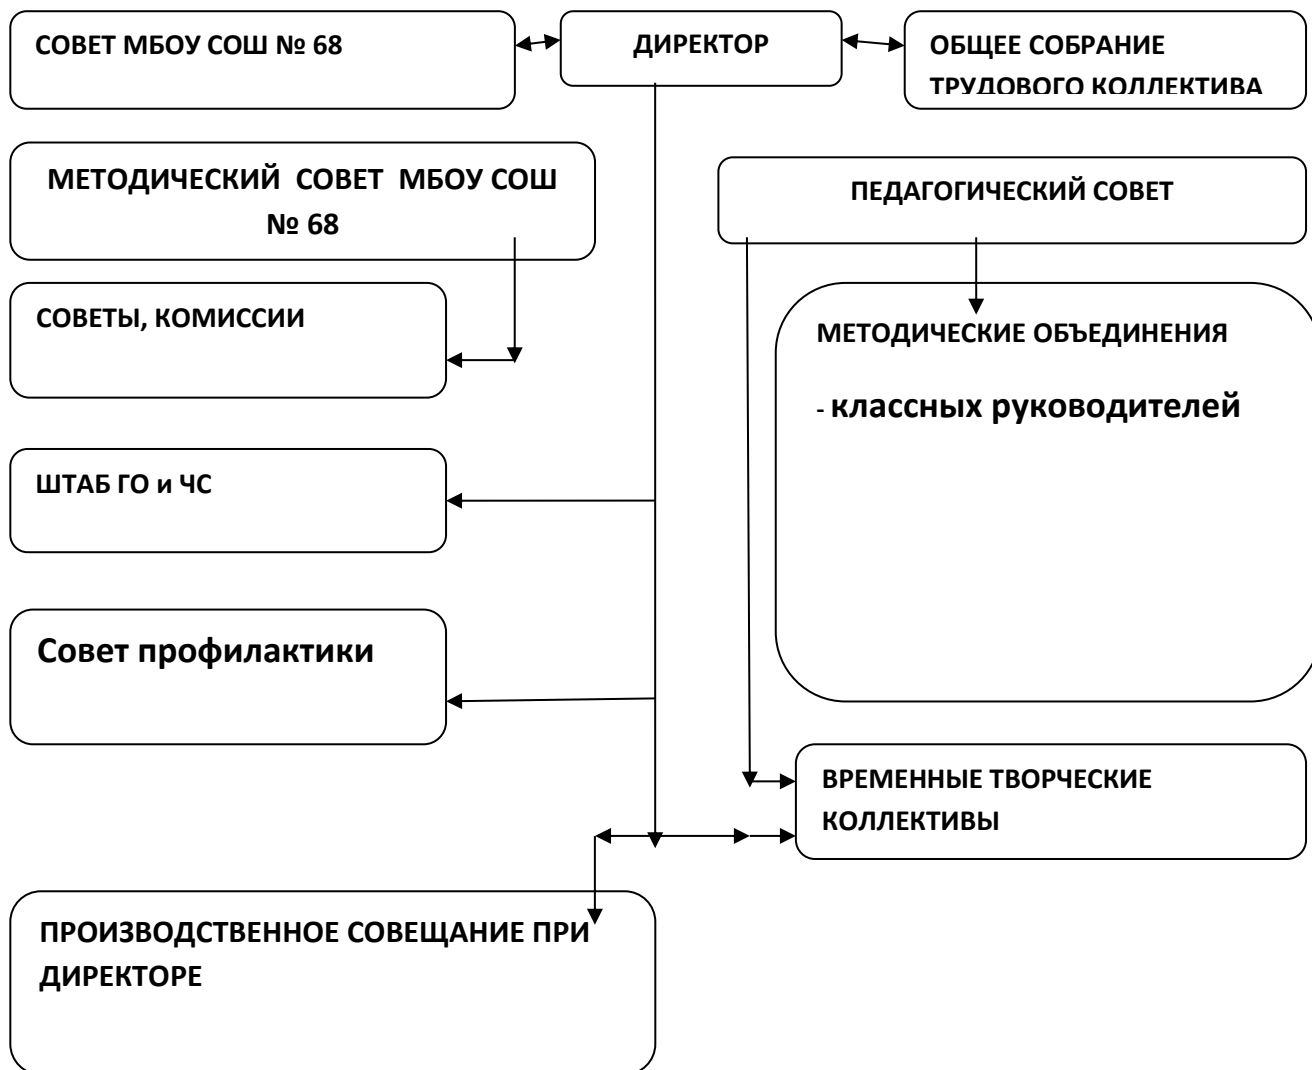 СОВЕТ МБОУ СОШ № 68
ДИРЕКТОР
ОБЩЕЕ СОБРАНИЕ
ТРУДОВОГО КОЛЛЕКТИВА
МЕТОДИЧЕСКИЙ СОВЕТ МБОУ СОШ
№ 68
ПЕДАГОГИЧЕСКИЙ СОВЕТ
СОВЕТЫ, КОМИССИИ
МЕТОДИЧЕСКИЕ ОБЪЕДИНЕНИЯ
- классных руководителей
ШТАБ ГО и ЧС
Совет профилактики
ВРЕМЕННЫЕ ТВОРЧЕСКИЕ
КОЛЛЕКТИВЫ
ПРОИЗВОДСТВЕННОЕ СОВЕЩАНИЕ ПРИ
ДИРЕКТОРЕ